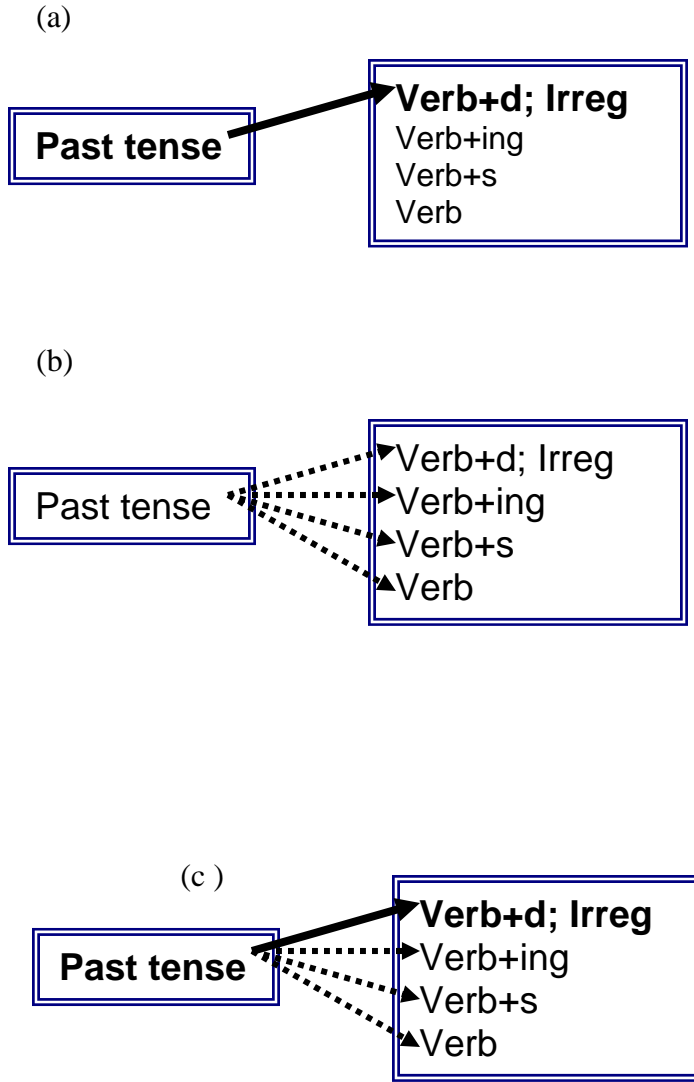 (a)
Past tense
Verb+d; Irreg
Verb+ing
Verb+s
Verb
(b)
Past tense
Verb+d; Irreg
Verb+ing
Verb+s
Verb
(c )
Past tense
Verb+d; Irreg
Verb+ing
Verb+s
Verb